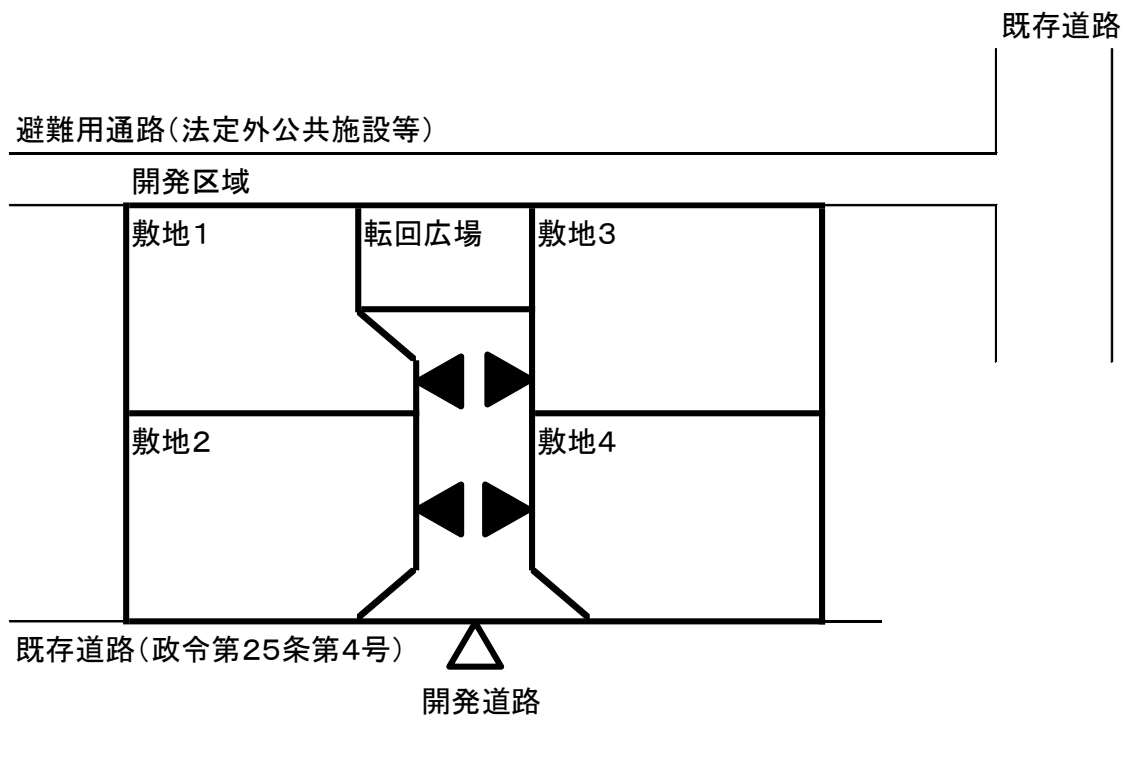 既存道路
避難用通路（法定外公共施設等）
開発区域
敷地１
転回広場
敷地３
敷地２
敷地４
既存道路（政令第２５条第４号）
開発道路